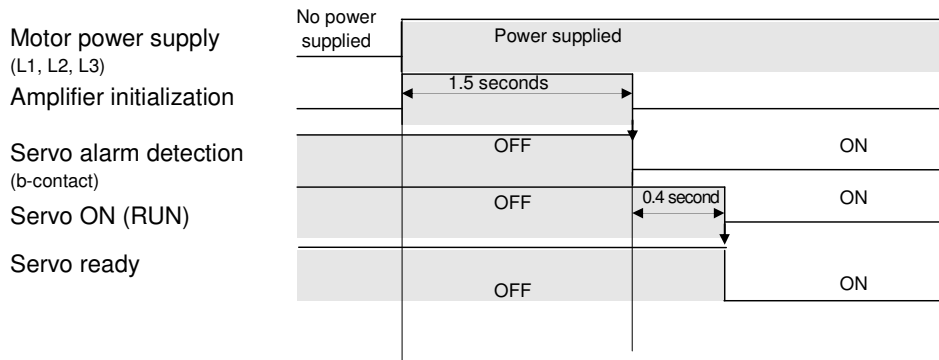 No power
supplied
Motor power supply
Power supplied
(L1, L2, L3)
1.5 seconds
Amplifier initialization
Servo alarm detection
OFF
ON
(b-contact)
Servo ON (RUN)
OFF
0.4 second
ON
Servo ready
OFF
ON